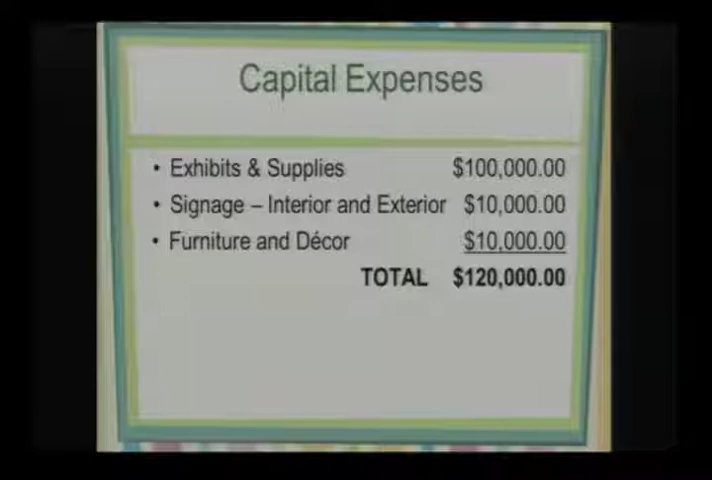 Capital Expenses
• Exhibits & Supplies $100,000.00
• Signage – Interior and Exterior $10,000.00
• Furniture and Décor $10,000.00
TOTAL $120,000.00